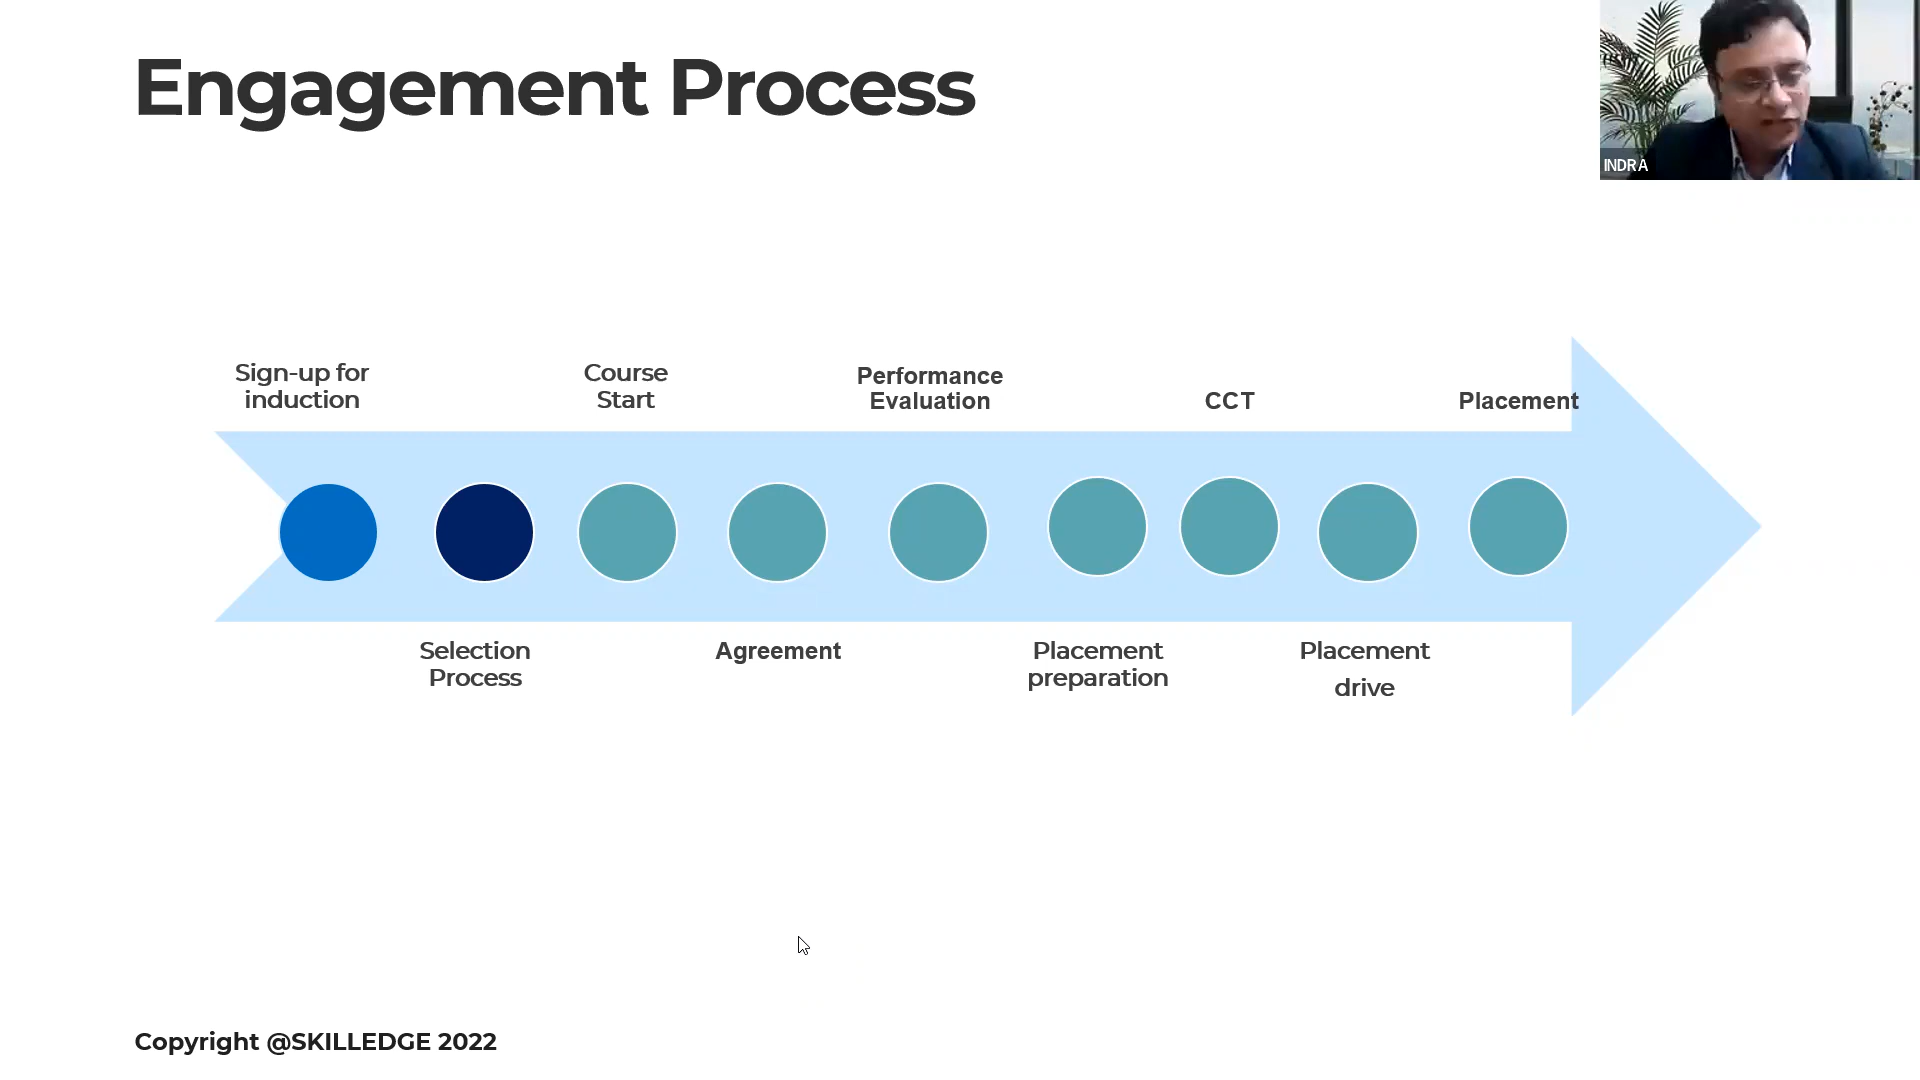 Engagement Process
INDRA
Sign-up for
induction
Course
Start
Performance
Evaluation
CCT
Placement
Selection
Process
Agreement
Placement
preparation
Placement
drive
Copyright @SKILLEDGE 2022